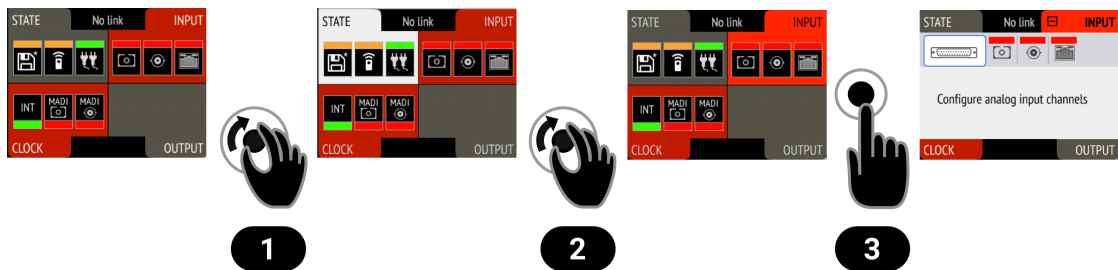 STATE No link INPUT
INT MADI MADI
CLOCK OUTPUT
STATE No link INPUT
INT MADI MADI
CLOCK OUTPUT
STATE No link INPUT
INT MADI MADI
CLOCK OUTPUT
STATE No link INPUT
Configure analog input channels
CLOCK OUTPUT
1
2
3